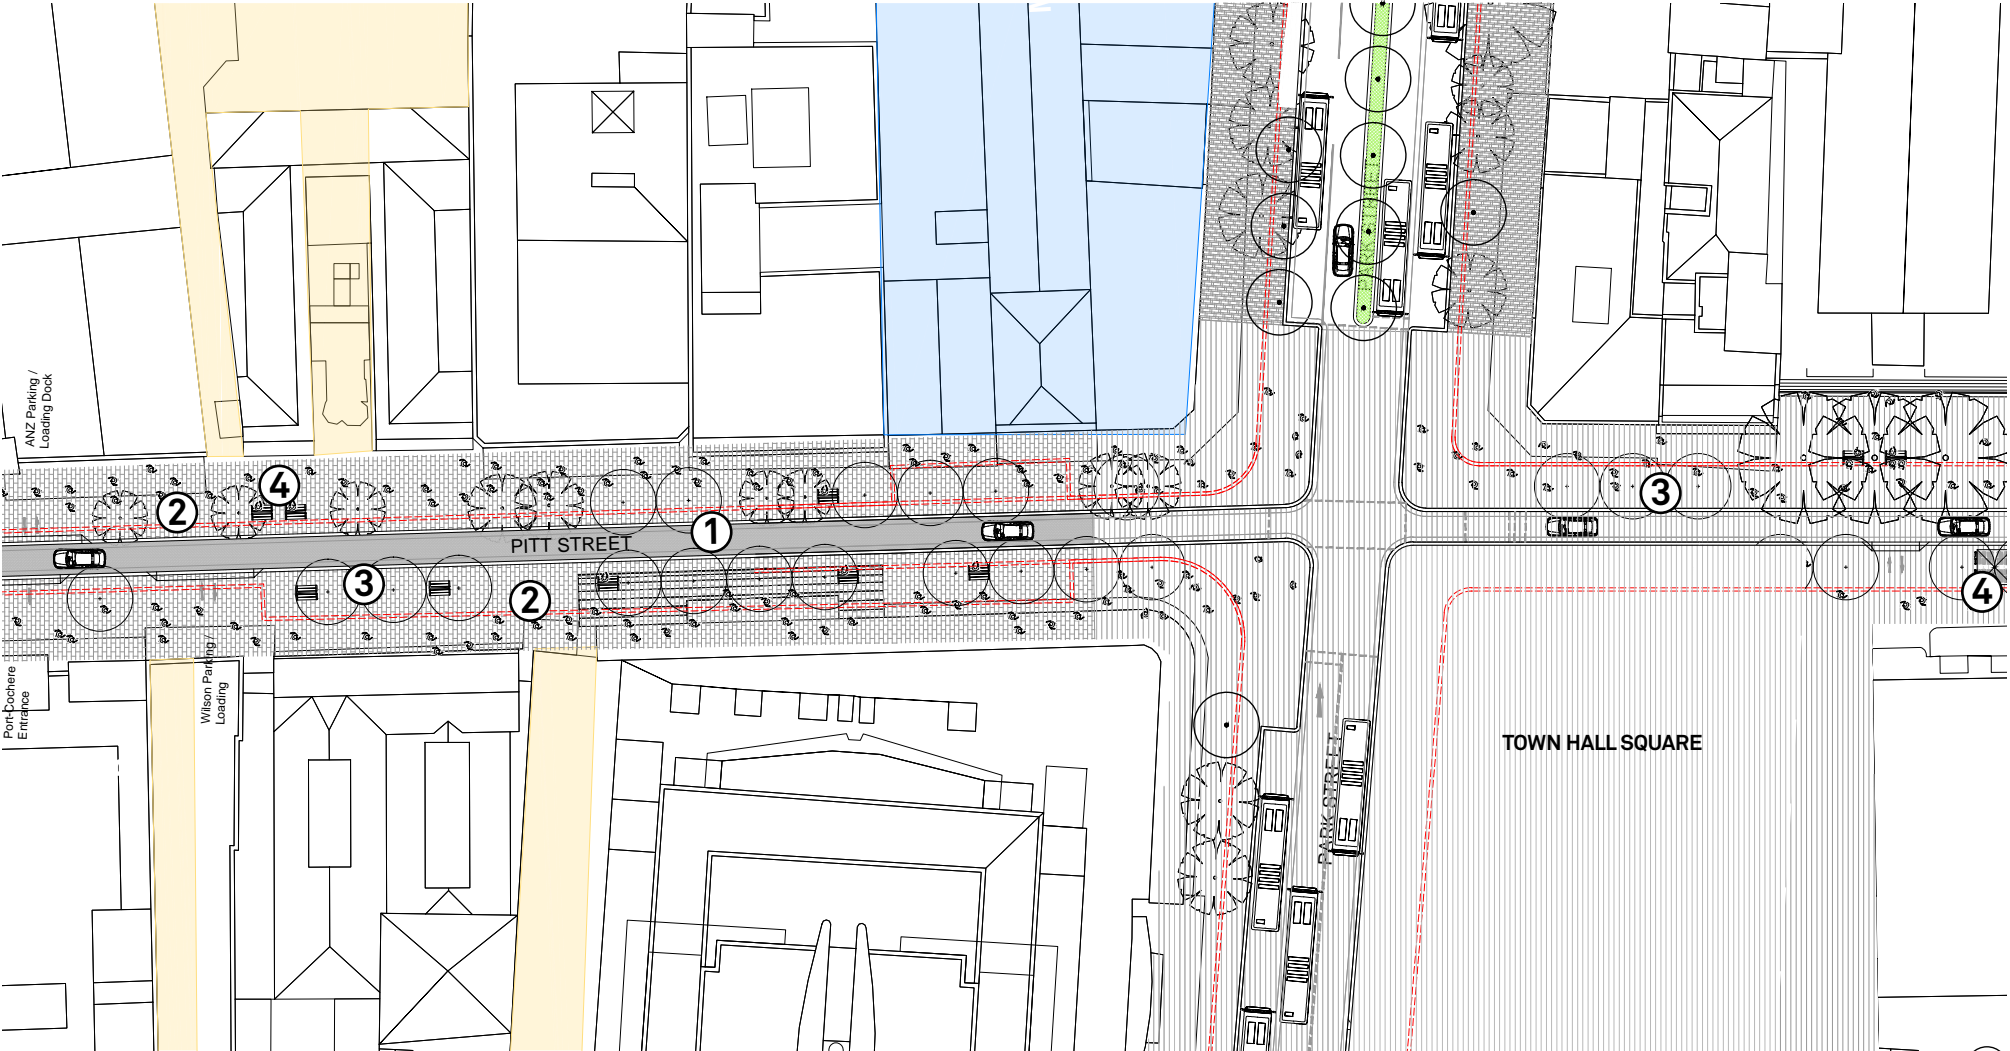 ANZ Parking /
Loading Dock
4
2
1
3
PITT STREET
3
2
4
Port-Cochere
Entrance
Wilson Parking /
Loading
PARK STREET
TOWN HALL SQUARE